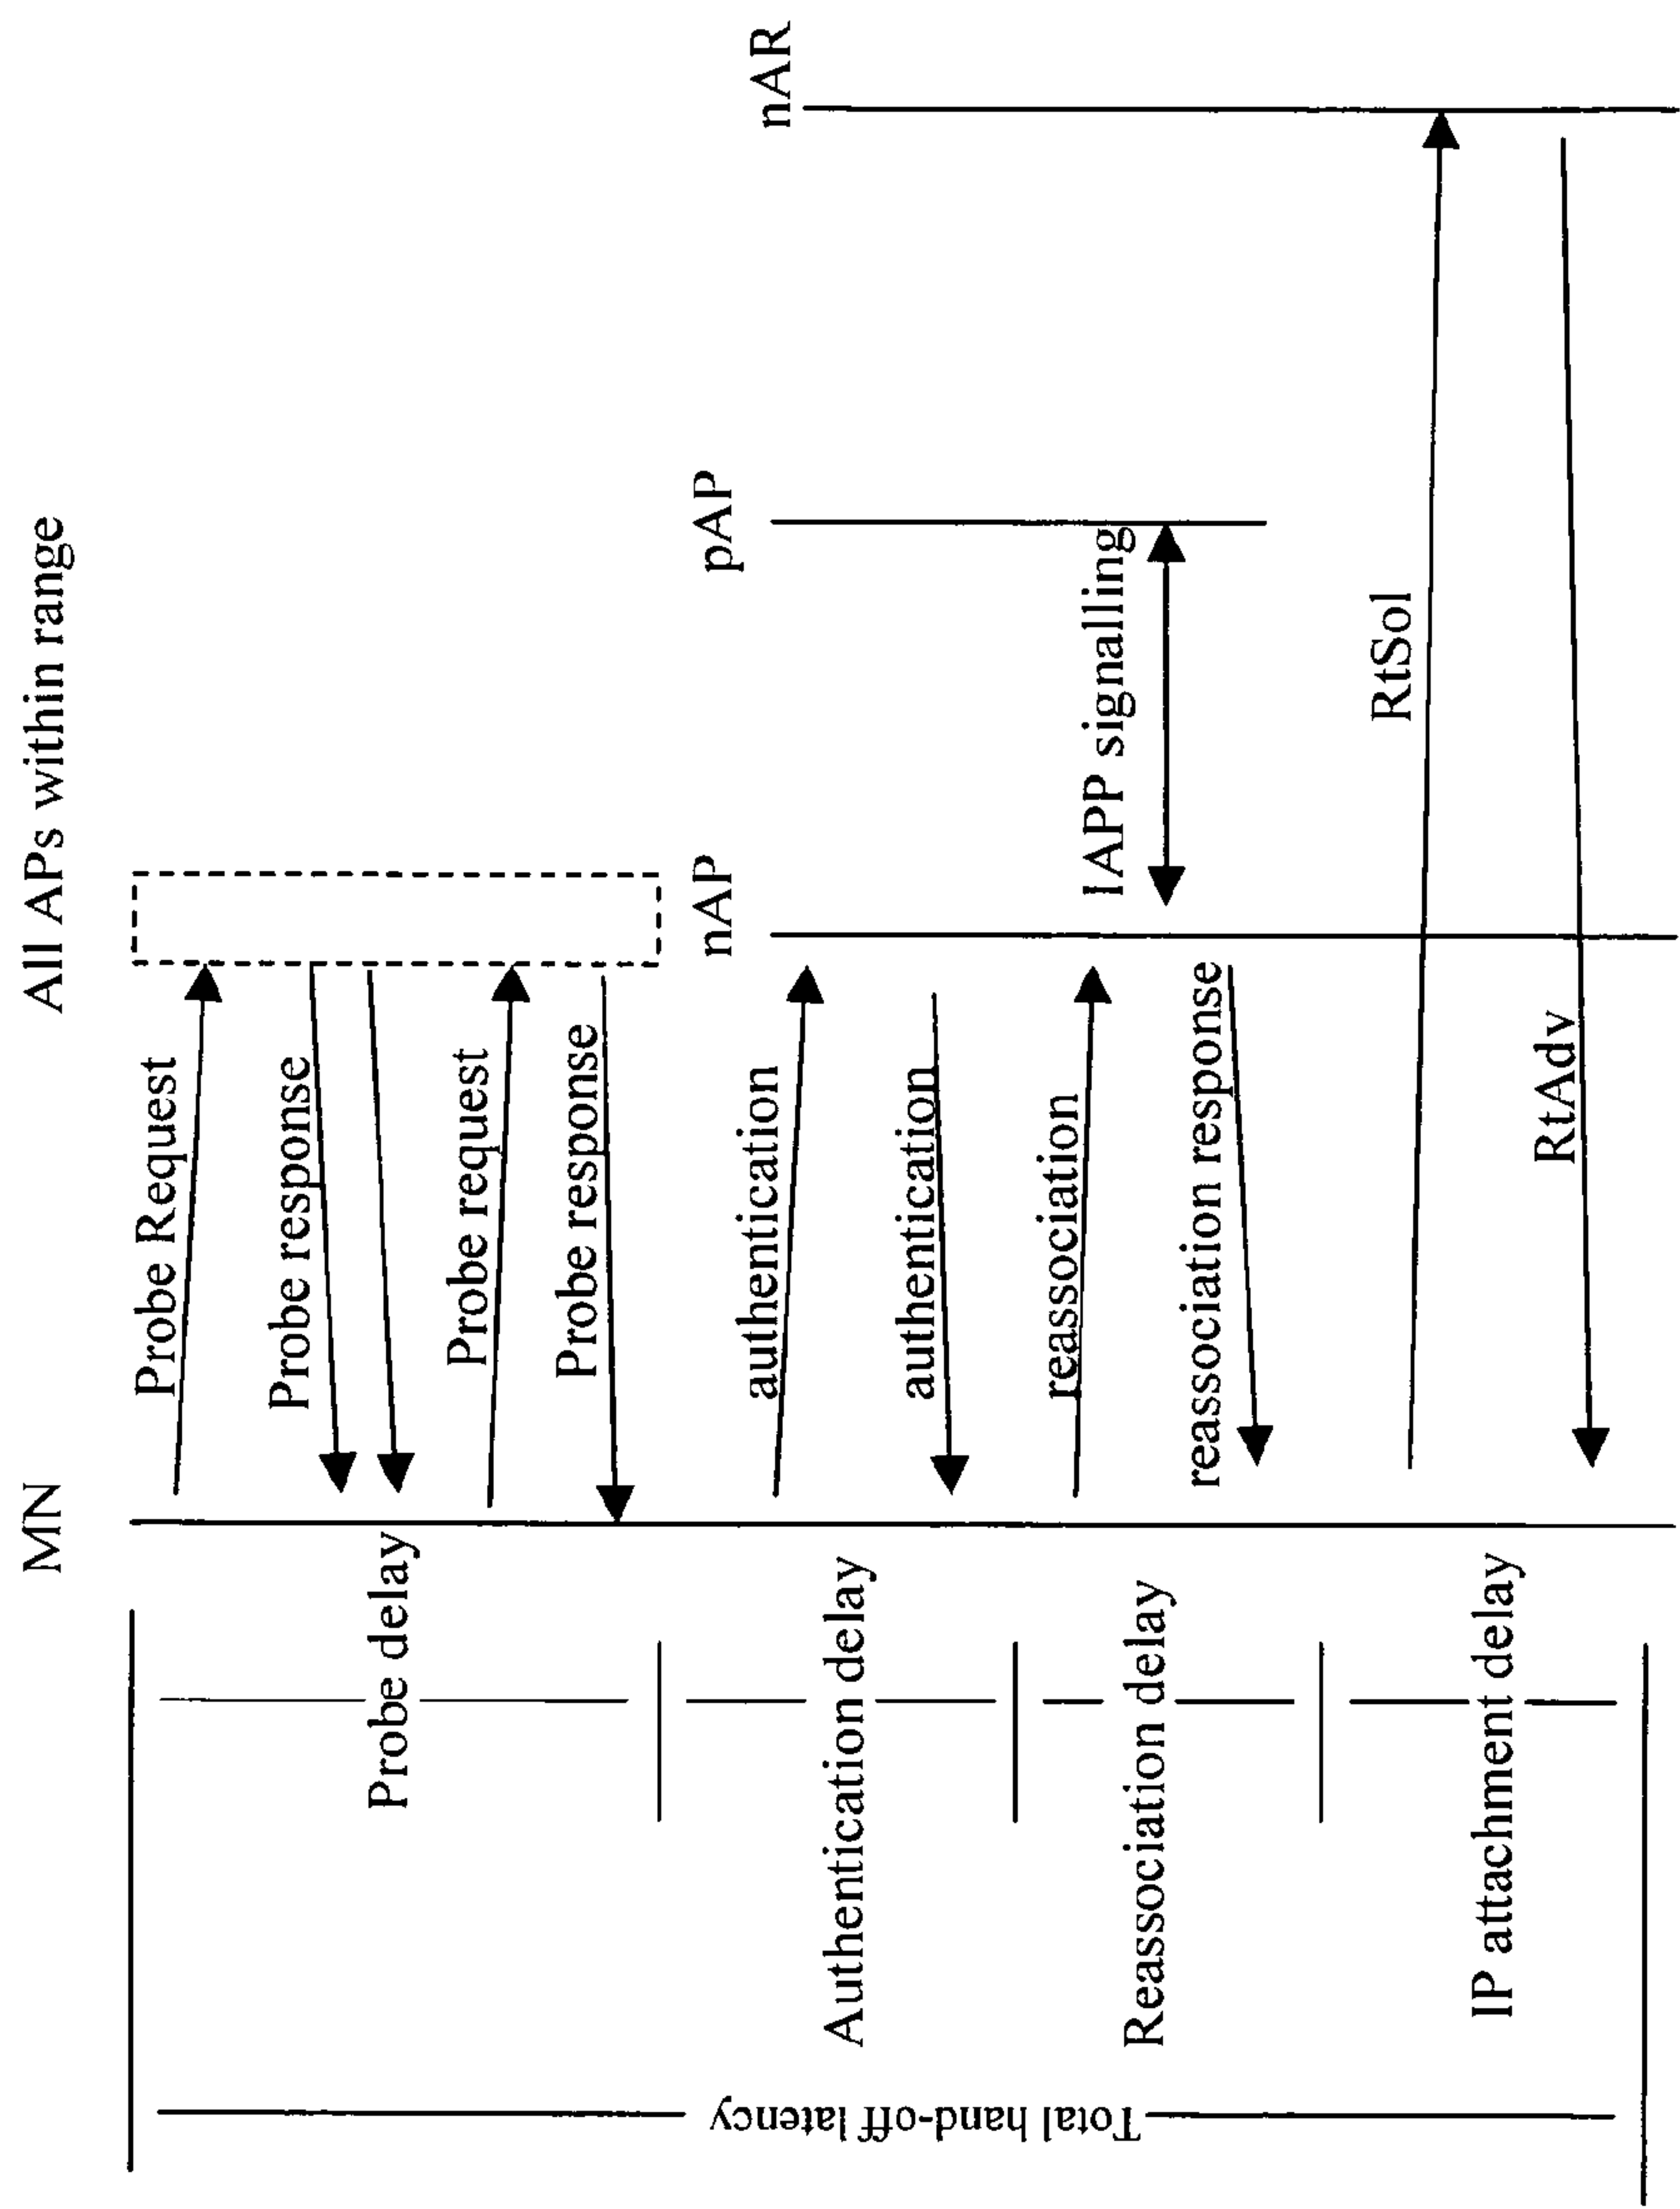 MN
All APs within range
Probe Request
Probe response
Probe request
Probe response
Probe delay
nAP
pAP
nAR
authentication
authentication
Authentication delay
reassociation
IAPP signalling
reassociation response
Reassociation delay
RtSol
RtAdv
IP attachment delay
Total hand-off latency